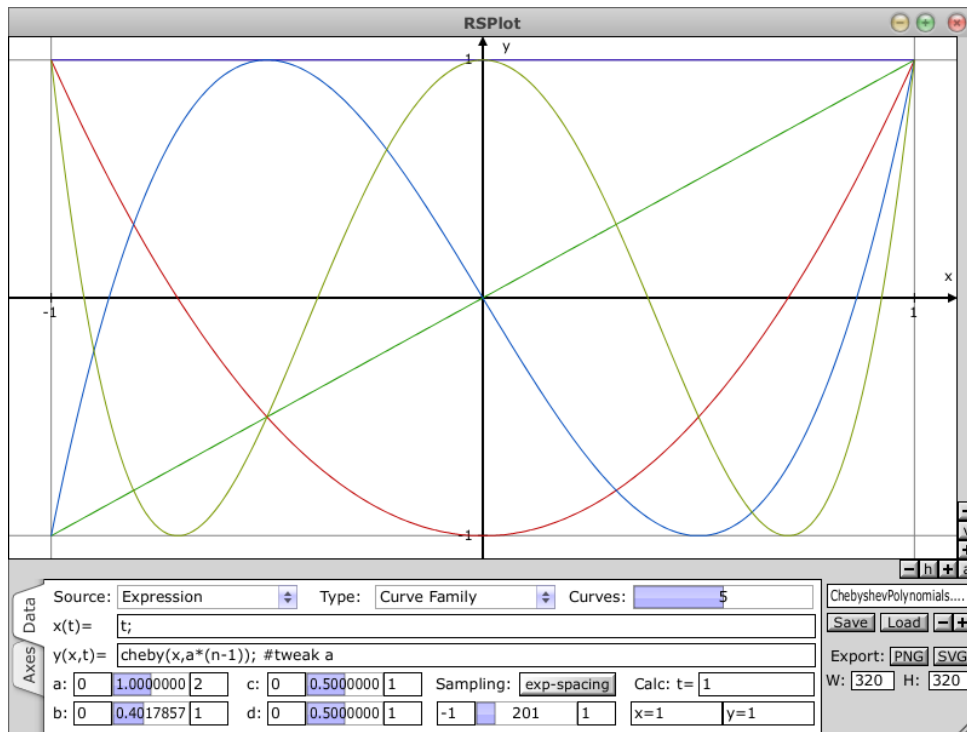 RSPlot
y
1
x
-1
1
-1
Data
Axes
Source: Expression Type: Curve Family Curves: 5
x(t)= t;
y(x,t)= cheby(x,a*(n-1)); #tweak a
a: 0 1.0000000 2 c: 0 0.5000000 1 Sampling: exp-spacing Calc: t= 1
b: 0 0.4017857 1 d: 0 0.5000000 1 -1 201 1 x=1 y=1
− h +
ChebyshevPolynomials....
Save Load − +
Export: PNG SVG
W: 320 H: 320